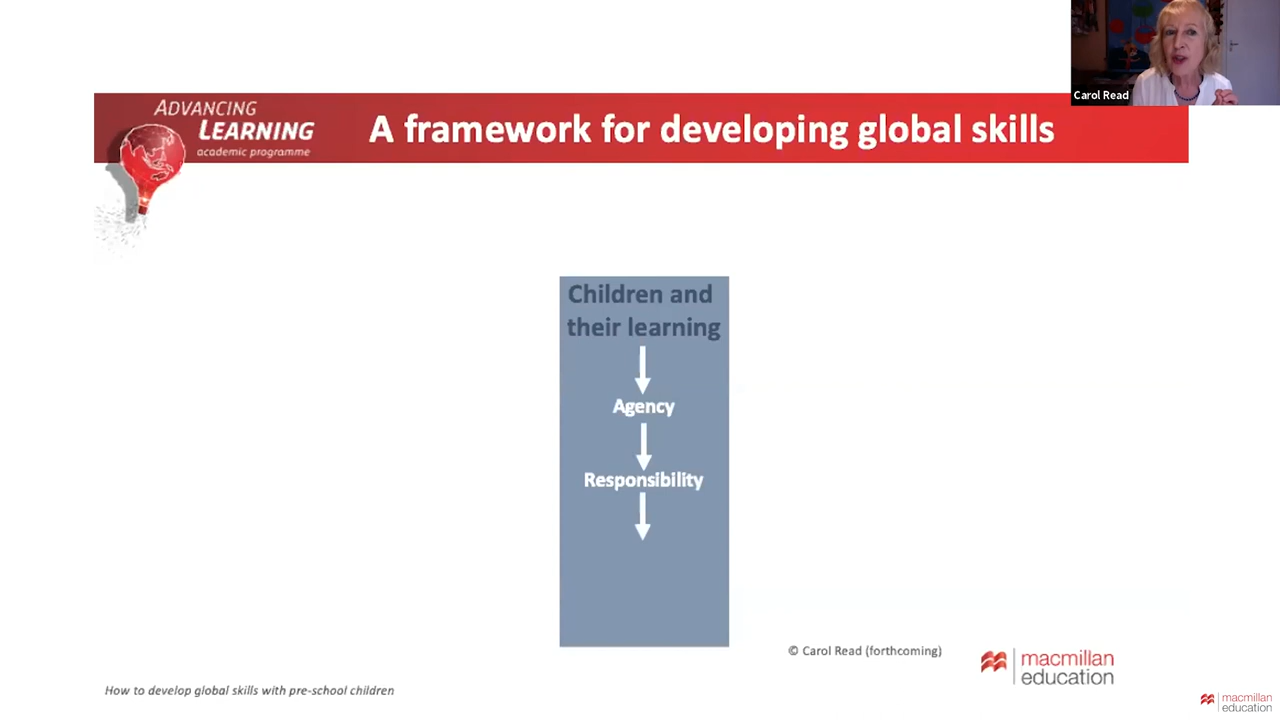 Carol Read
ADVANCING
LEARNING
academic programme
A framework for developing global skills
Children and
their learning
Agency
Responsibility
© Carol Read (forthcoming)
macmillan
education
How to develop global skills with pre-school children
macmillan
education